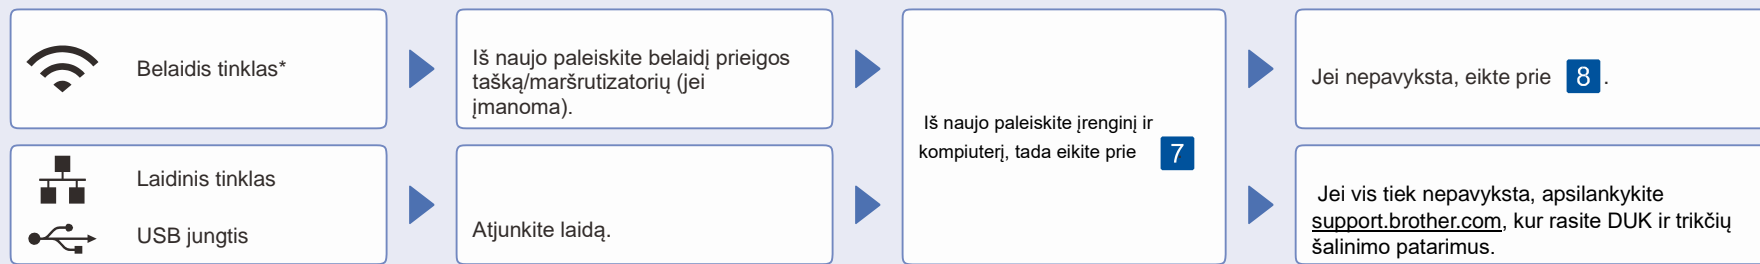 Belaidis tinklas*
Iš naujo paleiskite belaidį prieigos
tašką/maršrutizatorių (jei
įmanoma).
Iš naujo paleiskite įrenginį ir
kompiuterį, tada eikite prie 7
Jei nepavyksta, eikte prie 8.
Laidinis tinklas
USB jungtis
Atjunkite laidą.
Jei vis tiek nepavyksta, apsilankykite
support.brother.com, kur rasite DUK ir trikčių
šalinimo patarimus.